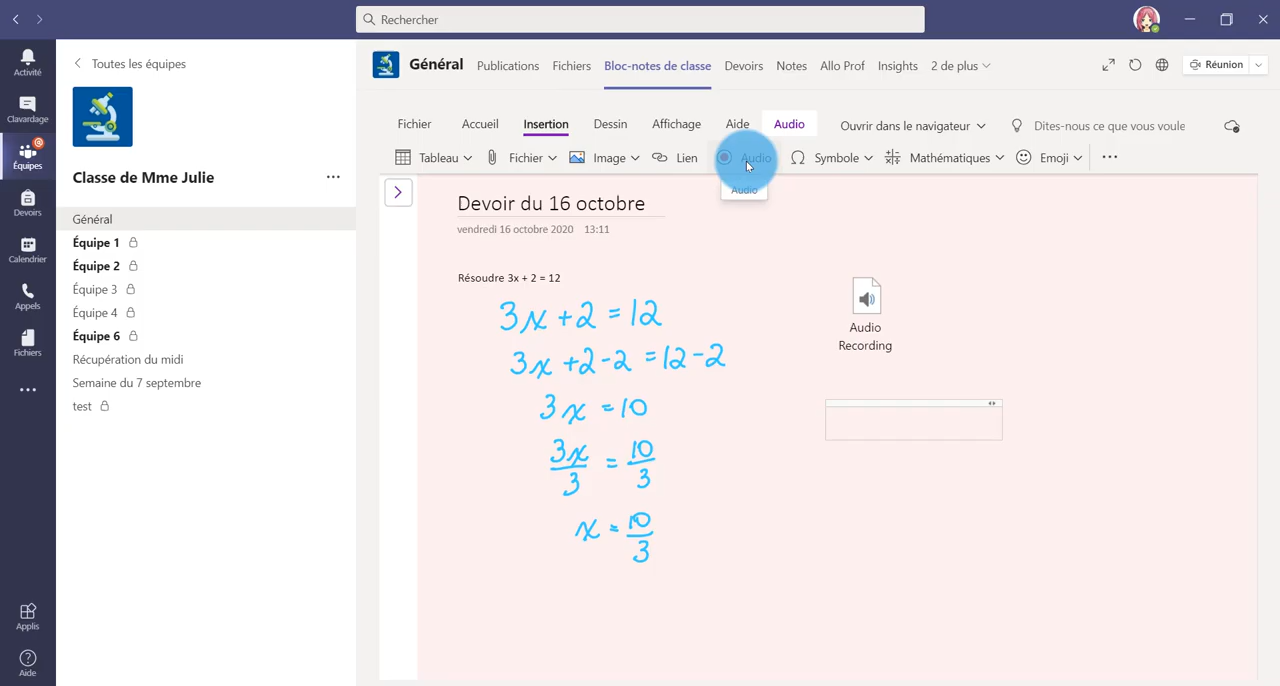 Rechercher
Activité
Clavardage
Équipes
Devoirs
Calendrier
Appels
Fichiers
Applis
Aide
Toutes les équipes
Classe de Mme Julie
Général
Équipe 1
Équipe 2
Équipe 3
Équipe 4
Équipe 6
Récupération du midi
Semaine du 7 septembre
test
Général Publications Fichiers Bloc-notes de classe Devoirs Notes Allo Prof Insights 2 de plus Réunion
Fichier Accueil Insertion Dessin Affichage Aide Audio Ouvrir dans le navigateur Dites-nous ce que vous voule
Tableau Fichier Image Lien Audio Symbole Mathématiques Emoji
Audio
Devoir du 16 octobre
vendredi 16 octobre 2020 13:11
Résoudre 3x + 2 = 12
3x + 2 = 12
3x + 2 - 2 = 12 - 2
3x = 10
3x/3 = 10/3
x = 10/3
Audio
Recording